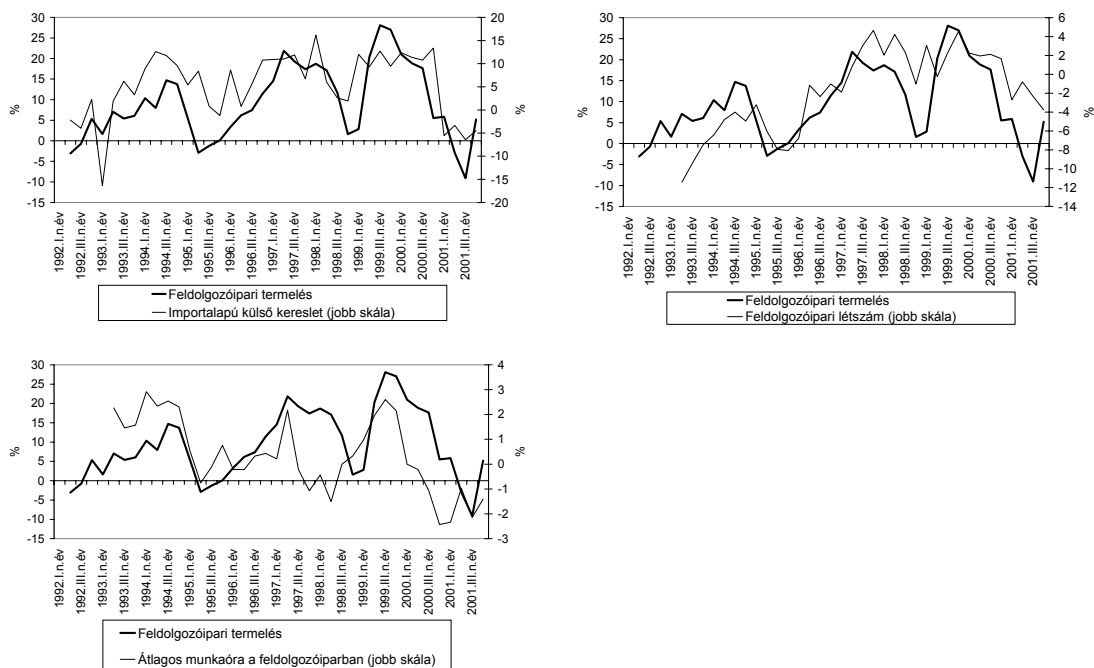 30
25
20
15
10
5
0
-5
-10
-15
%
20
15
10
5
0
-5
-10
-15
-20
%
1992.I.n.év
1992.III.n.év
1993.I.n.év
1993.III.n.év
1994.I.n.év
1994.III.n.év
1995.I.n.év
1995.III.n.év
1996.I.n.év
1996.III.n.év
1997.I.n.év
1997.III.n.év
1998.I.n.év
1998.III.n.év
1999.I.n.év
1999.III.n.év
2000.I.n.év
2000.III.n.év
2001.I.n.év
2001.III.n.év
Feldolgozóipari termelés
Importalapú külső kereslet (jobb skála)
30
25
20
15
10
5
0
-5
-10
-15
%
6
4
2
0
-2
-4
-6
-8
-10
-12
-14
%
1992.I.n.év
1992.III.n.év
1993.I.n.év
1993.III.n.év
1994.I.n.év
1994.III.n.év
1995.I.n.év
1995.III.n.év
1996.I.n.év
1996.III.n.év
1997.I.n.év
1997.III.n.év
1998.I.n.év
1998.III.n.év
1999.I.n.év
1999.III.n.év
2000.I.n.év
2000.III.n.év
2001.I.n.év
2001.III.n.év
Feldolgozóipari termelés
Feldolgozóipari létszám (jobb skála)
30
25
20
15
10
5
0
-5
-10
-15
%
4
3
2
1
0
-1
-2
-3
%
1992.I.n.év
1992.III.n.év
1993.I.n.év
1993.III.n.év
1994.I.n.év
1994.III.n.év
1995.I.n.év
1995.III.n.év
1996.I.n.év
1996.III.n.év
1997.I.n.év
1997.III.n.év
1998.I.n.év
1998.III.n.év
1999.I.n.év
1999.III.n.év
2000.I.n.év
2000.III.n.év
2001.I.n.év
2001.III.n.év
Feldolgozóipari termelés
Átlagos munkaóra a feldolgozóiparban (jobb skála)